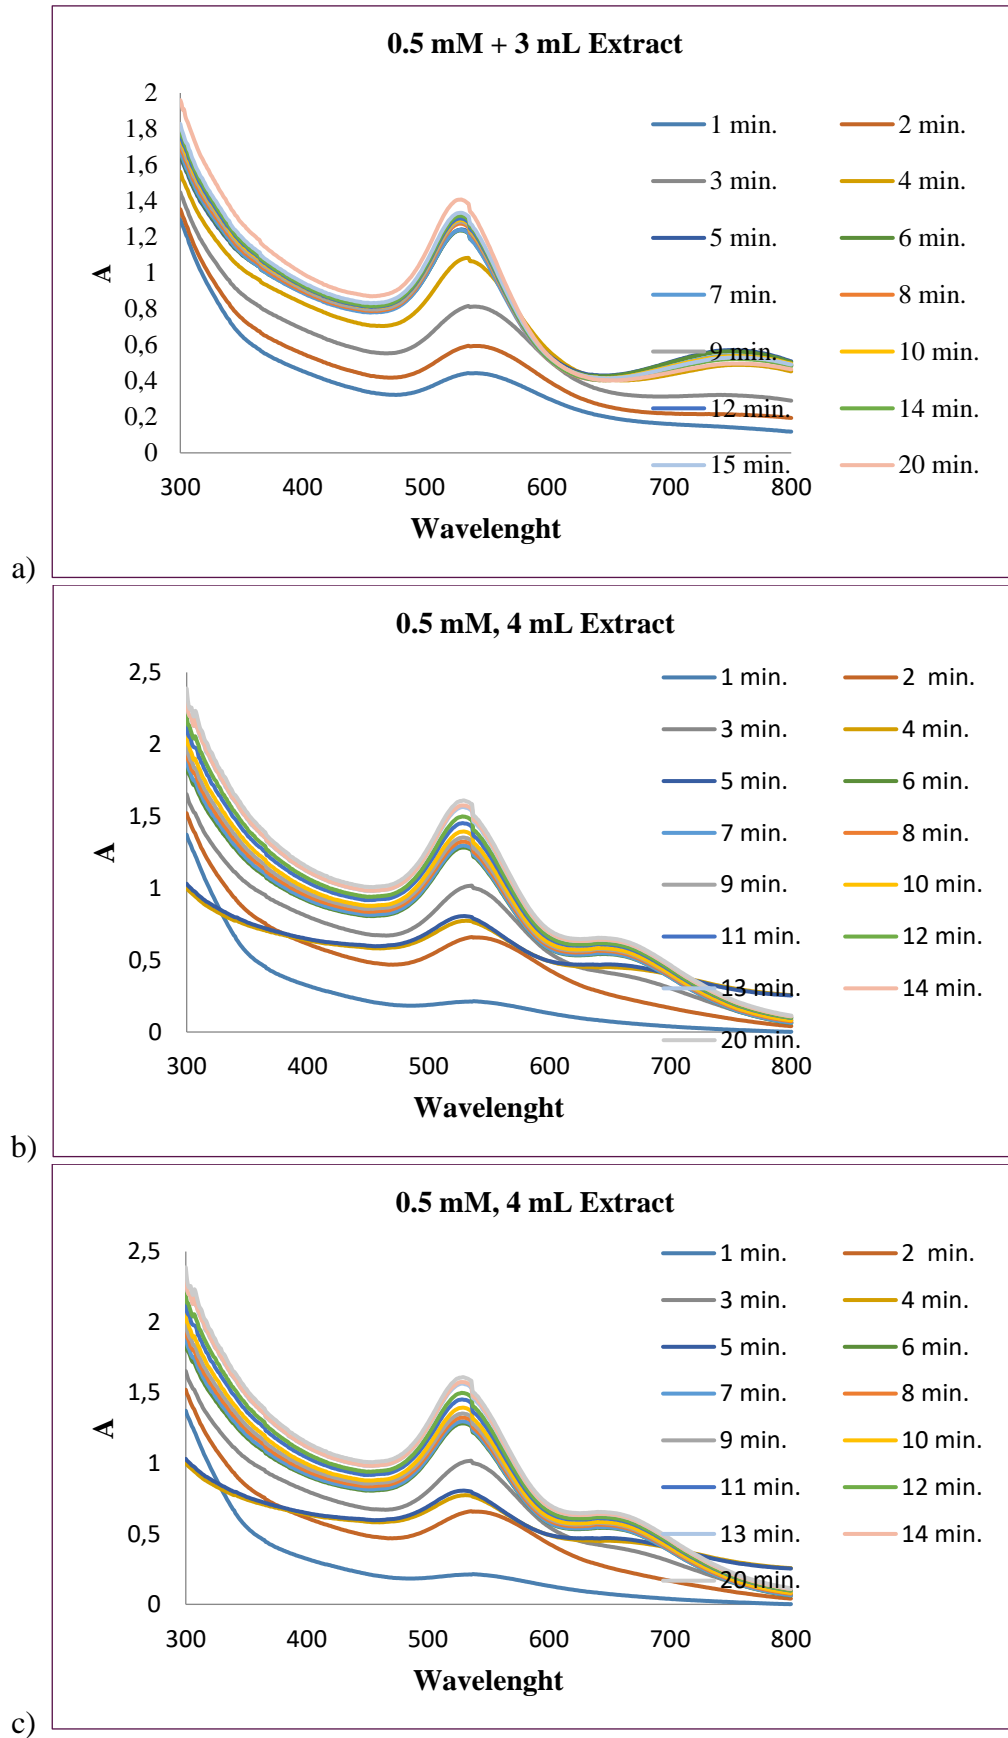 0.5 mM + 3 mL Extract
2
1,8
1,6
1,4
1,2
1
0,8
0,6
0,4
0,2
0
A
1 min.
2 min.
3 min.
4 min.
5 min.
6 min.
7 min.
8 min.
9 min.
10 min.
12 min.
14 min.
15 min.
20 min.
300 400 500 600 700 800
Wavelenght
a)
0.5 mM, 4 mL Extract
2,5
2
1,5
1
0,5
0
A
1 min.
2 min.
3 min.
4 min.
5 min.
6 min.
7 min.
8 min.
9 min.
10 min.
11 min.
12 min.
13 min.
14 min.
20 min.
300 400 500 600 700 800
Wavelenght
b)
0.5 mM, 4 mL Extract
2,5
2
1,5
1
0,5
0
A
1 min.
2 min.
3 min.
4 min.
5 min.
6 min.
7 min.
8 min.
9 min.
10 min.
11 min.
12 min.
13 min.
14 min.
20 min.
300 400 500 600 700 800
Wavelenght
c)